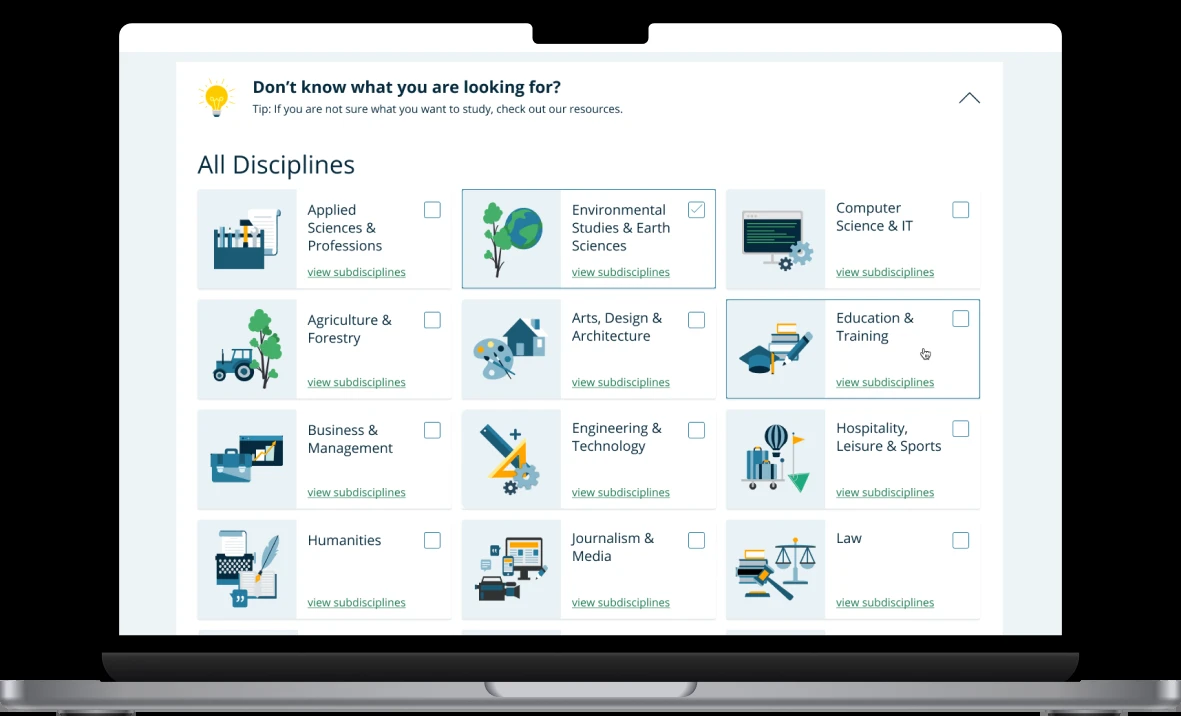 Don’t know what you are looking for?
Tip: If you are not sure what you want to study, check out our resources.
All Disciplines
Applied
Sciences &
Professions
view subdisciplines
Environmental
Studies & Earth
Sciences
view subdisciplines
Computer
Science & IT
view subdisciplines
Agriculture &
Forestry
view subdisciplines
Arts, Design &
Architecture
view subdisciplines
Education &
Training
view subdisciplines
Business &
Management
view subdisciplines
Engineering &
Technology
view subdisciplines
Hospitality,
Leisure & Sports
view subdisciplines
Humanities
view subdisciplines
Journalism &
Media
view subdisciplines
Law
view subdisciplines